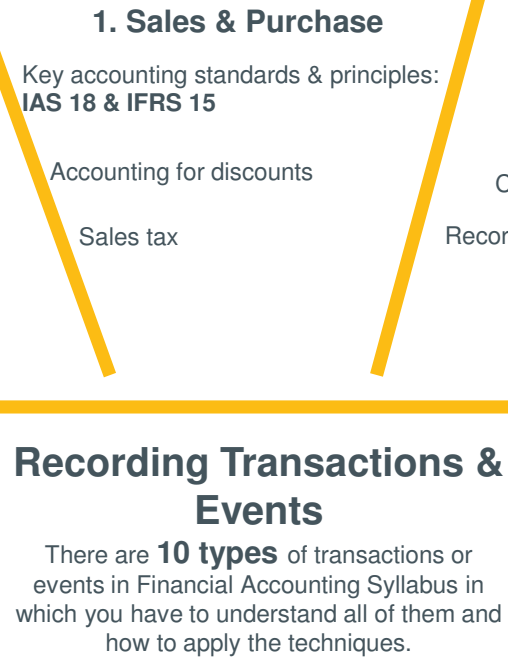 1. Sales & Purchase
Key accounting standards & principles:
IAS 18 & IFRS 15
Accounting for discounts
Sales tax
Recording Transactions &
Events
There are 10 types of transactions or
events in Financial Accounting Syllabus in
which you have to understand all of them and
how to apply the techniques.